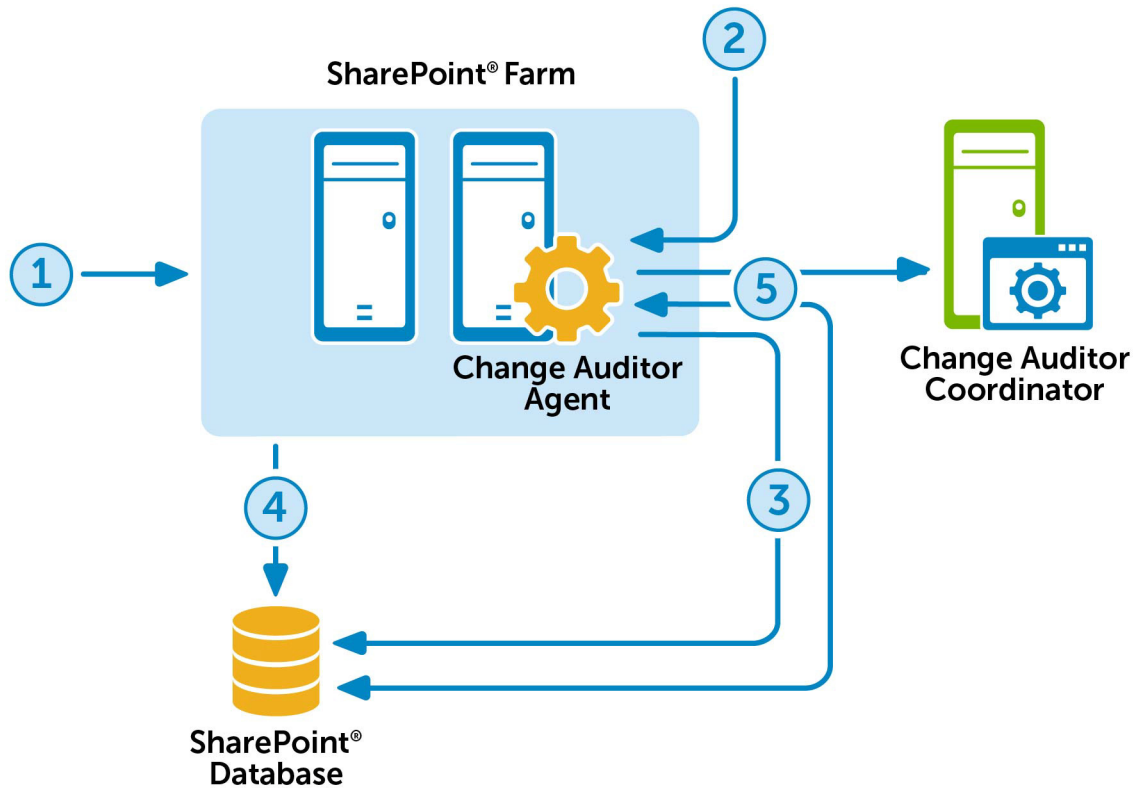 2
SharePoint® Farm
1
5
Change Auditor
Agent
Change Auditor
Coordinator
3
4
SharePoint®
Database